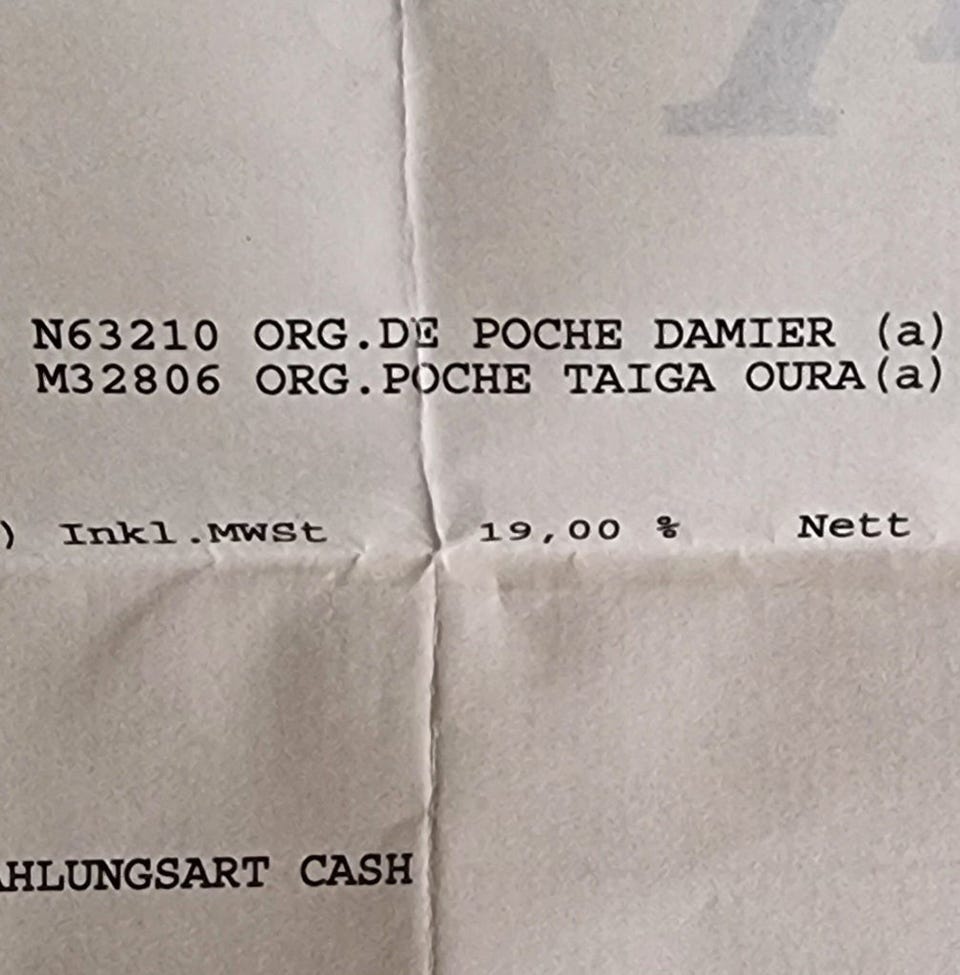 N63210 ORG.DE POCHE DAMIER (a)
M32806 ORG.POCHE TAIGA OURA(a)
) Inkl.MWSt 19,00 % Nett
AHLUNGSART CASH